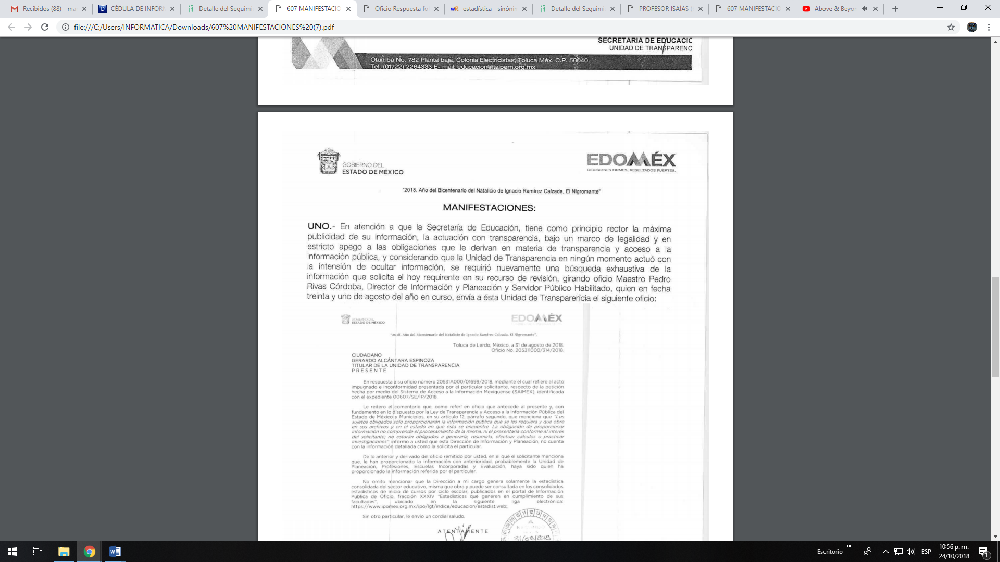 Recibidos (88) - ma
CÉDULA DE INFORM
Detalle del Seguimie
607 MANIFESTACIO
Oficio Respuesta fo
estadística - sinónim
Detalle del Seguimie
PROFESOR ISAÍAS (
607 MANIFESTACIO
Above & Beyon
file:///C:/Users/INFORMATICA/Downloads/607%20MANIFESTACIONES%20(7).pdf
SECRETARÍA DE EDUCACIÓ
UNIDAD DE TRANSPARENC
Otumba No. 782 Planta baja, Colonia Electricistas, Toluca Méx. C.P. 50040.
Tel. (01722) 2264333 E- mail: educacion@itaipem.org.mx
GOBIERNO DEL
ESTADO DE MÉXICO
EDOMÉX
DECISIONES FIRMES, RESULTADOS FUERTES.
"2018. Año del Bicentenario del Natalicio de Ignacio Ramírez Calzada, El Nigromante"
MANIFESTACIONES:
UNO.- En atención a que la Secretaría de Educación, tiene como principio rector la máxima
publicidad de su información, la actuación con transparencia, bajo un marco de legalidad y en
estricto apego a las obligaciones que le derivan en materia de transparencia y acceso a la
información pública, y considerando que la Unidad de Transparencia en ningún momento actuó con
la intensión de ocultar información, se requirió nuevamente una búsqueda exhaustiva de la
información que solicita el hoy requirente en su recurso de revisión, girando oficio Maestro Pedro
Rivas Córdoba, Director de Información y Planeación y Servidor Público Habilitado, quien en fecha
treinta y uno de agosto del año en curso, envía a ésta Unidad de Transparencia el siguiente oficio:
GOBIERNO DEL
ESTADO DE MÉXICO
EDOMÉX
"2018. Año del Bicentenario del Natalicio de Ignacio Ramírez Calzada, El Nigromante".
Toluca de Lerdo, México, a 31 de agosto de 2018.
Oficio No. 205311000/314/2018.
CIUDADANO
GERARDO ALCÁNTARA ESPINOZA
TITULAR DE LA UNIDAD DE TRANSPARENCIA
P R E S E N T E
En respuesta a su oficio número 20531A000/01699/2018, mediante el cual refiere al acto
impugnado e inconformidad presentada por el particular solicitante, respecto de la petición
hecha por medio del Sistema de Acceso a la Información Mexiquense (SAIMEX), identificada
con el expediente 00607/SE/IP/2018.
Le reitero el comentario que, como referí en oficio que antecede al presente y, con
fundamento en lo dispuesto por la Ley de Transparencia y Acceso a la Información Pública del
Estado de México y Municipios, en su artículo 12, párrafo segundo, que menciona que "Los
sujetos obligados sólo proporcionarán la información pública que se les requiera y que obre
en sus archivos y en el estado en que ésta se encuentre. La obligación de proporcionar
información no comprende el procesamiento de la misma, ni el presentarla conforme al interés
del solicitante; no estarán obligados a generarla, resumirla, efectuar cálculos o practicar
investigaciones", informo a usted que esta Dirección de Información y Planeación, no cuenta
con la información detallada como la solicita el particular.
De lo anterior y derivado del oficio remitido por usted, en el que el solicitante menciona
que, le han proporcionado la información con anterioridad, probablemente la Unidad de
Planeación, Profesiones, Escuelas Incorporadas y Evaluación, haya sido quien ha
proporcionado la información referida por el particular.
No omito mencionar que la Dirección a mi cargo genera solamente la estadística
consolidada del sector educativo, misma que obra y puede ser consultada en los consolidados
estadísticos de inicio de cursos por ciclo escolar, publicados en el portal de Información
Pública de Oficio, fracción XXXIV "Estadísticas que generen en cumplimiento de sus
facultades", ubicado en la siguiente liga electrónica:
https://www.ipomex.org.mx/ipo/lgt/indice/educacion/estadist.web;.
Sin otro particular, le envío un cordial saludo.
A T E N T A M E N T E
31/08/2018
Escritorio
ESP
10:56 p. m.
24/10/2018
1